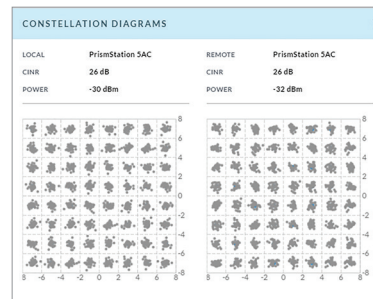 CONSTELLATION DIAGRAMS
LOCAL PrismStation 5AC REMOTE PrismStation 5AC
CINR 26 dB CINR 26 dB
POWER -30 dBm POWER -32 dBm
8 8
6 6
4 4
2 2
0 0
-2 -2
-4 -4
-6 -6
-8 -8
8 -6 -4 -2 0 2 4 6 8 -6 -4 -2 0 2 4 6